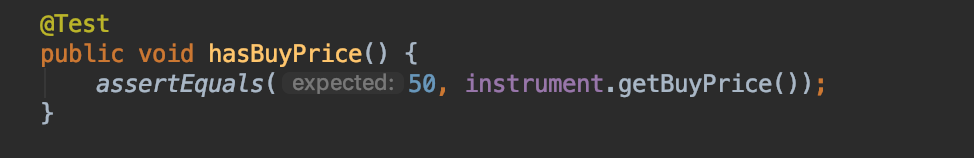 @Test
public void hasBuyPrice() {
assertEquals( expected: 50, instrument.getBuyPrice());
}